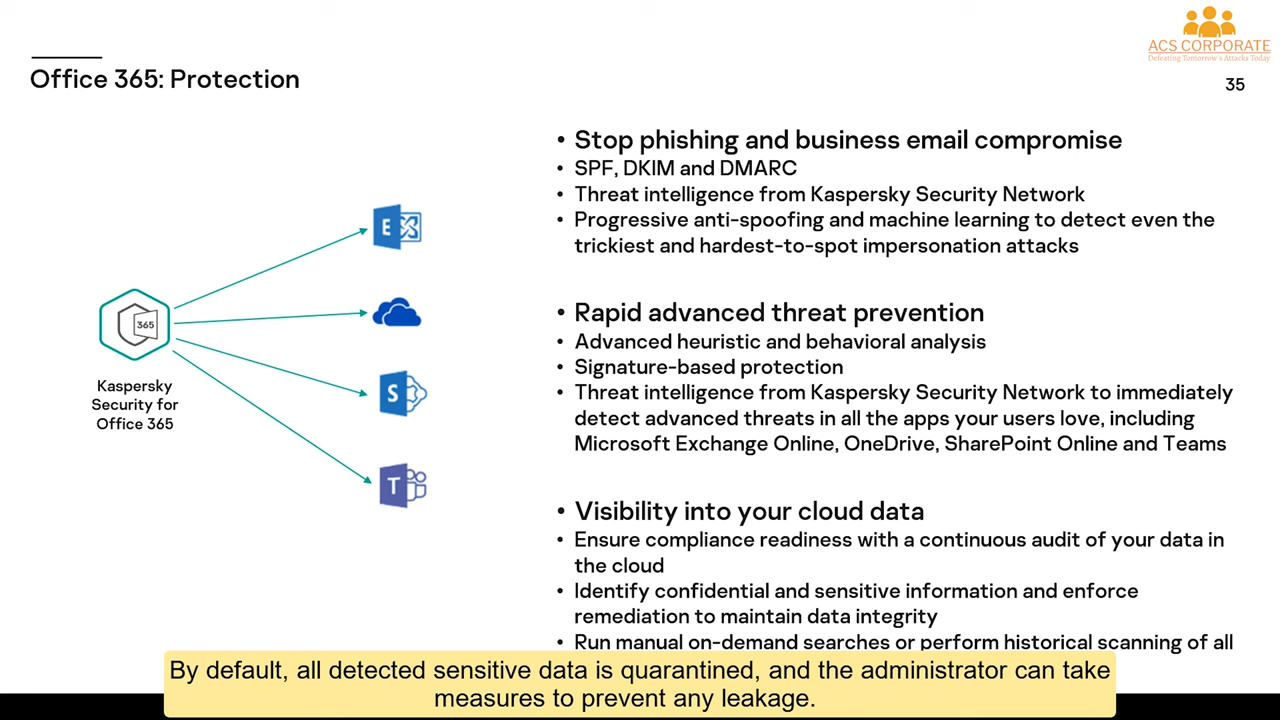 ACS CORPORATE
Defeating Tomorrow's Attacks Today
Office 365: Protection
35
• Stop phishing and business email compromise
• SPF, DKIM and DMARC
• Threat intelligence from Kaspersky Security Network
• Progressive anti-spoofing and machine learning to detect even the
trickiest and hardest-to-spot impersonation attacks
E
365
Kaspersky
Security for
Office 365
S
T
• Rapid advanced threat prevention
• Advanced heuristic and behavioral analysis
• Signature-based protection
• Threat intelligence from Kaspersky Security Network to immediately
detect advanced threats in all the apps your users love, including
Microsoft Exchange Online, OneDrive, SharePoint Online and Teams
• Visibility into your cloud data
• Ensure compliance readiness with a continuous audit of your data in
the cloud
• Identify confidential and sensitive information and enforce
remediation to maintain data integrity
• Run manual on-demand searches or perform historical scanning of all
By default, all detected sensitive data is quarantined, and the administrator can take
measures to prevent any leakage.